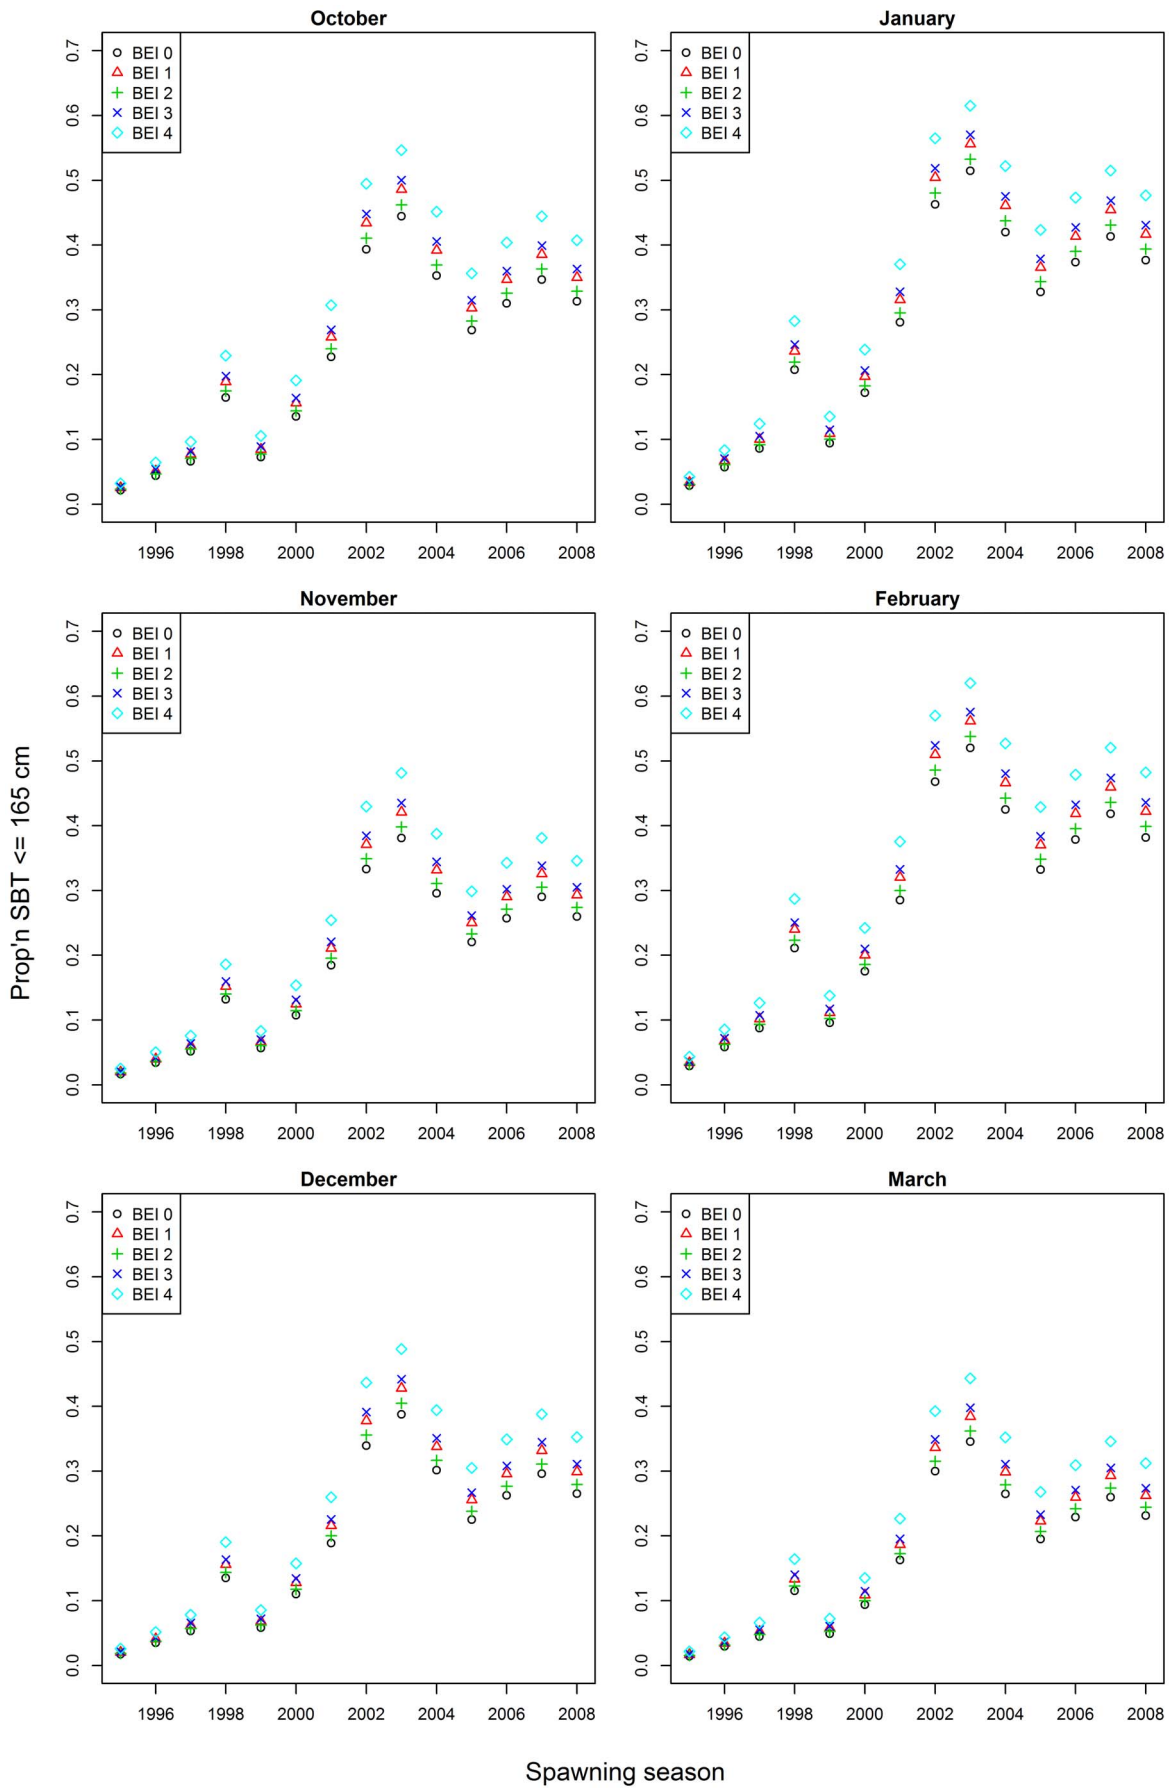 October
0.7
0.6
0.5
0.4
0.3
0.2
0.1
0.0
BEI 0
BEI 1
BEI 2
BEI 3
BEI 4
1996 1998 2000 2002 2004 2006 2008
January
0.7
0.6
0.5
0.4
0.3
0.2
0.1
0.0
BEI 0
BEI 1
BEI 2
BEI 3
BEI 4
1996 1998 2000 2002 2004 2006 2008
November
0.7
0.6
0.5
0.4
0.3
0.2
0.1
0.0
BEI 0
BEI 1
BEI 2
BEI 3
BEI 4
1996 1998 2000 2002 2004 2006 2008
February
0.7
0.6
0.5
0.4
0.3
0.2
0.1
0.0
BEI 0
BEI 1
BEI 2
BEI 3
BEI 4
1996 1998 2000 2002 2004 2006 2008
Prop'n SBT <= 165 cm
December
0.7
0.6
0.5
0.4
0.3
0.2
0.1
0.0
BEI 0
BEI 1
BEI 2
BEI 3
BEI 4
1996 1998 2000 2002 2004 2006 2008
March
0.7
0.6
0.5
0.4
0.3
0.2
0.1
0.0
BEI 0
BEI 1
BEI 2
BEI 3
BEI 4
1996 1998 2000 2002 2004 2006 2008
Spawning season